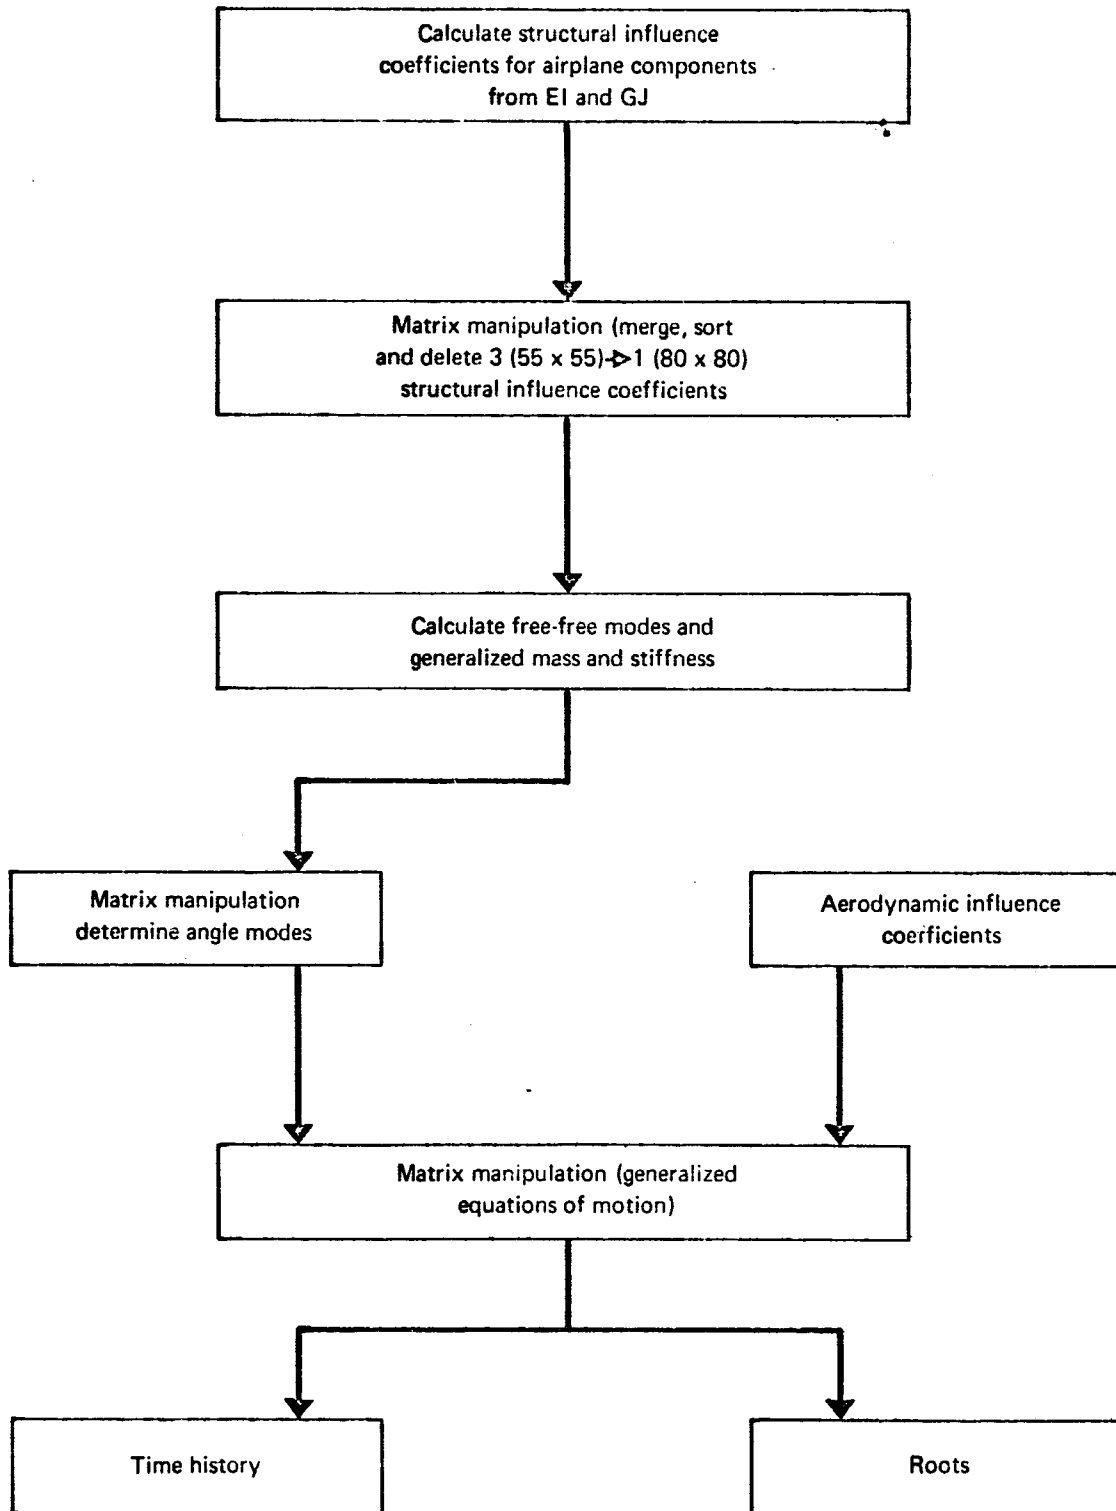 Calculate structural influence
coefficients for airplane components
from EI and GJ
Matrix manipulation (merge, sort
and delete 3 (55 x 55)→1 (80 x 80)
structural influence coefficients
Calculate free-free modes and
generalized mass and stiffness
Matrix manipulation
determine angle modes
Aerodynamic influence
coefficients
Matrix manipulation (generalized
equations of motion)
Time history
Roots